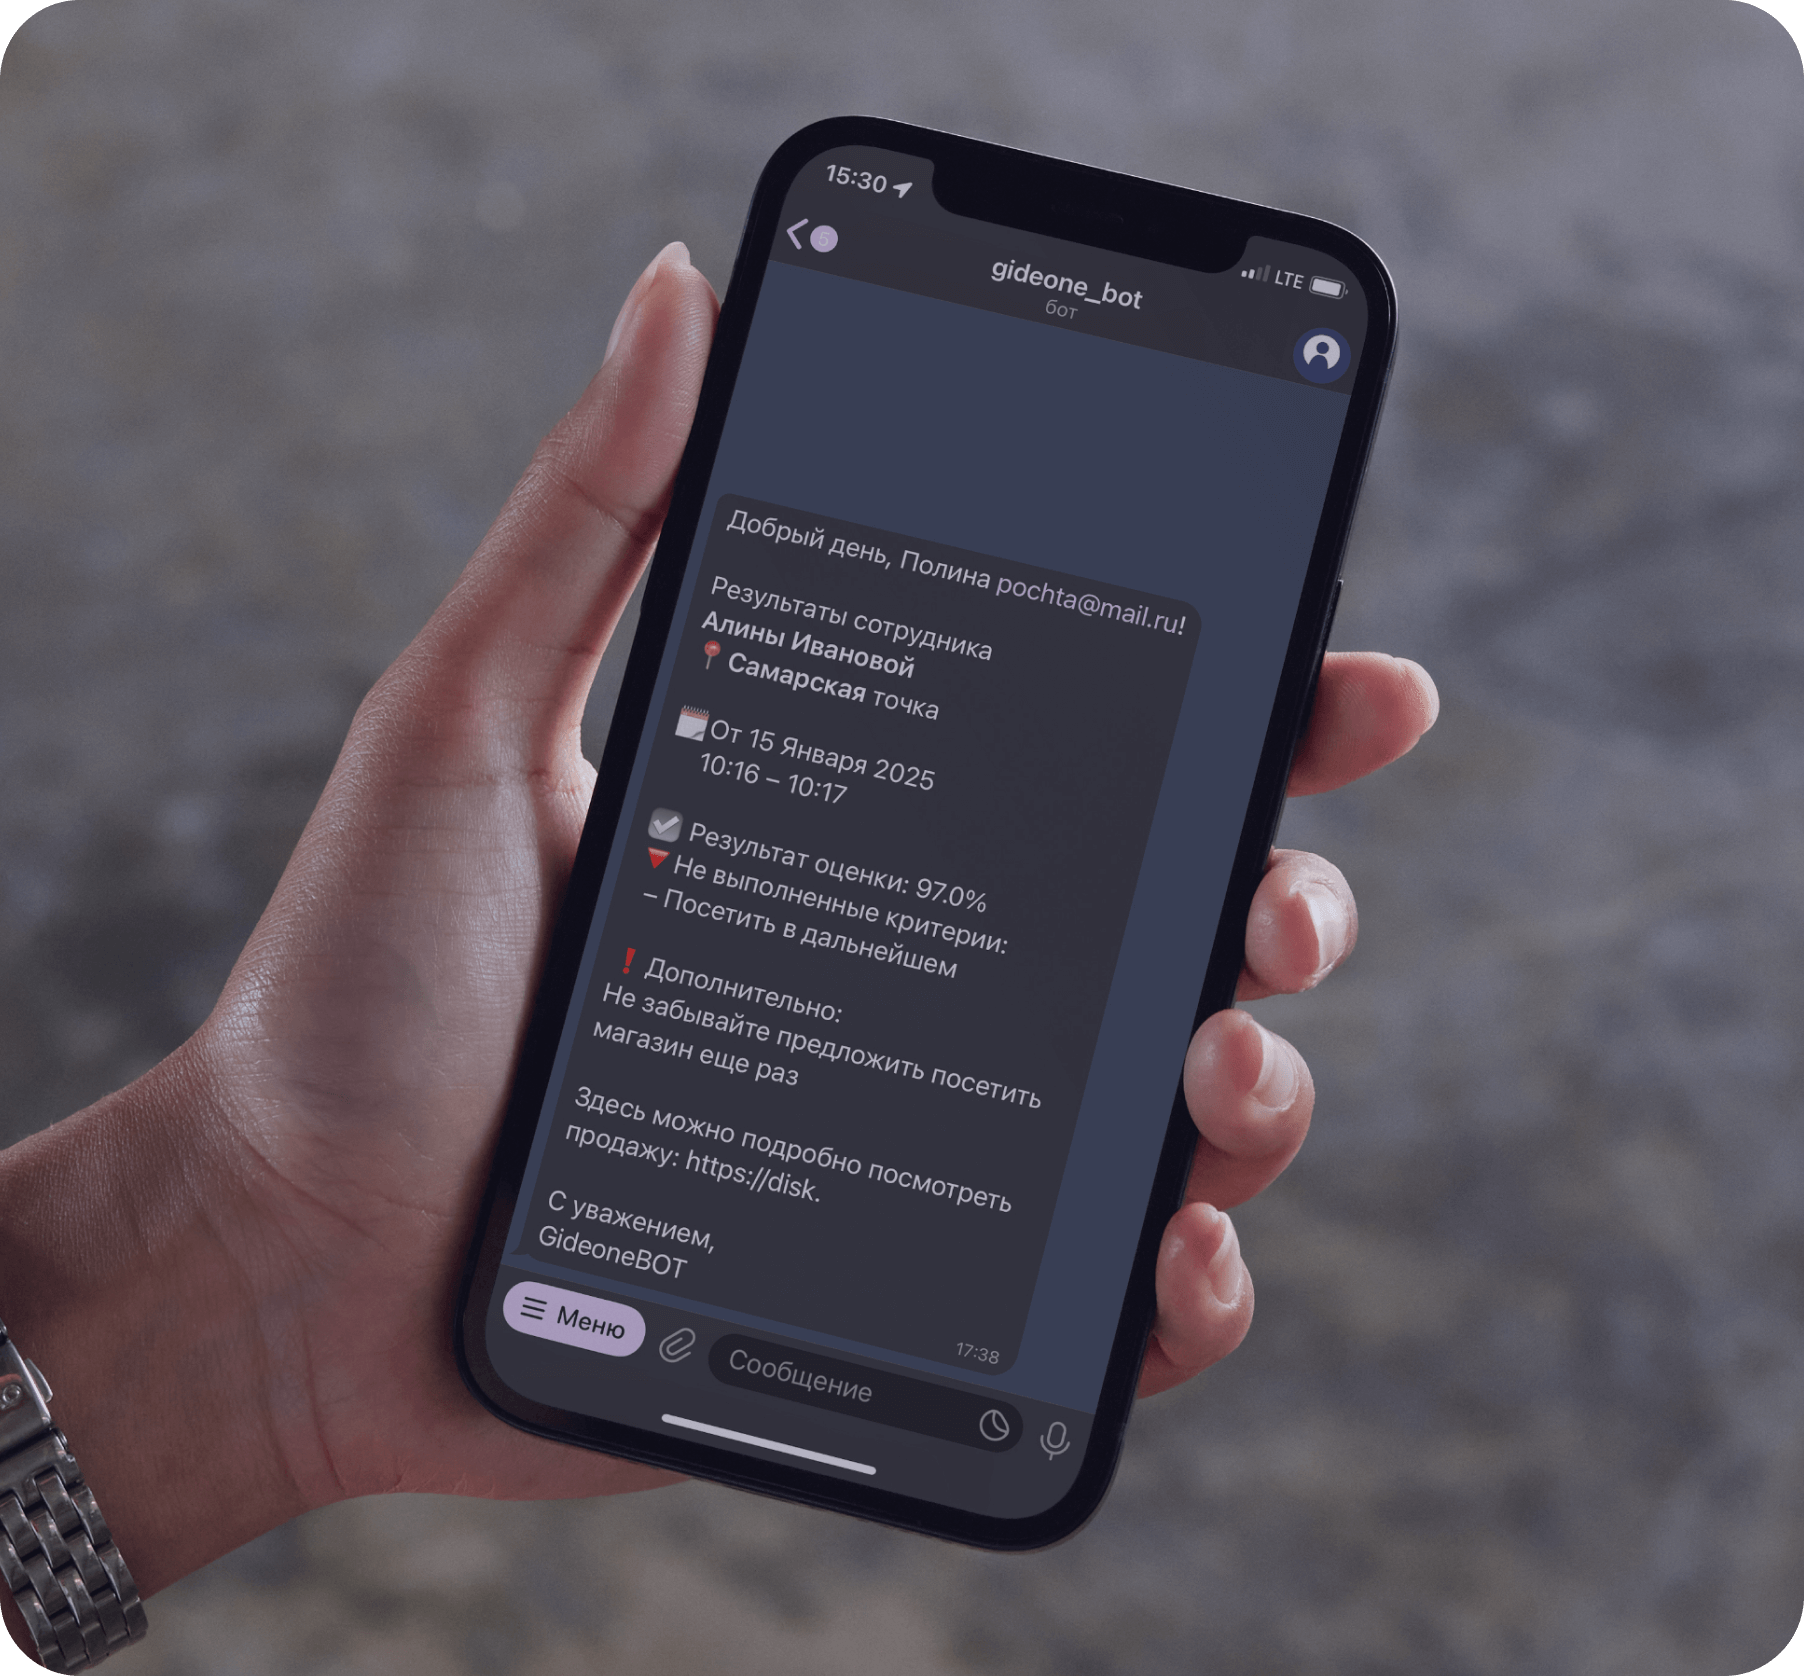 15:30
LTE
5
gideone_bot
бот
Добрый день, Полина pochta@mail.ru!
Результаты сотрудника
Алины Ивановой
Самарская точка
От 15 Января 2025
10:16 – 10:17
Результат оценки: 97.0%
Не выполненные критерии:
– Посетить в дальнейшем
Дополнительно:
Не забывайте предложить посетить
магазин еще раз
Здесь можно подробно посмотреть
продажу: https://disk.
С уважением,
GideoneBOT
17:38
Меню
Сообщение